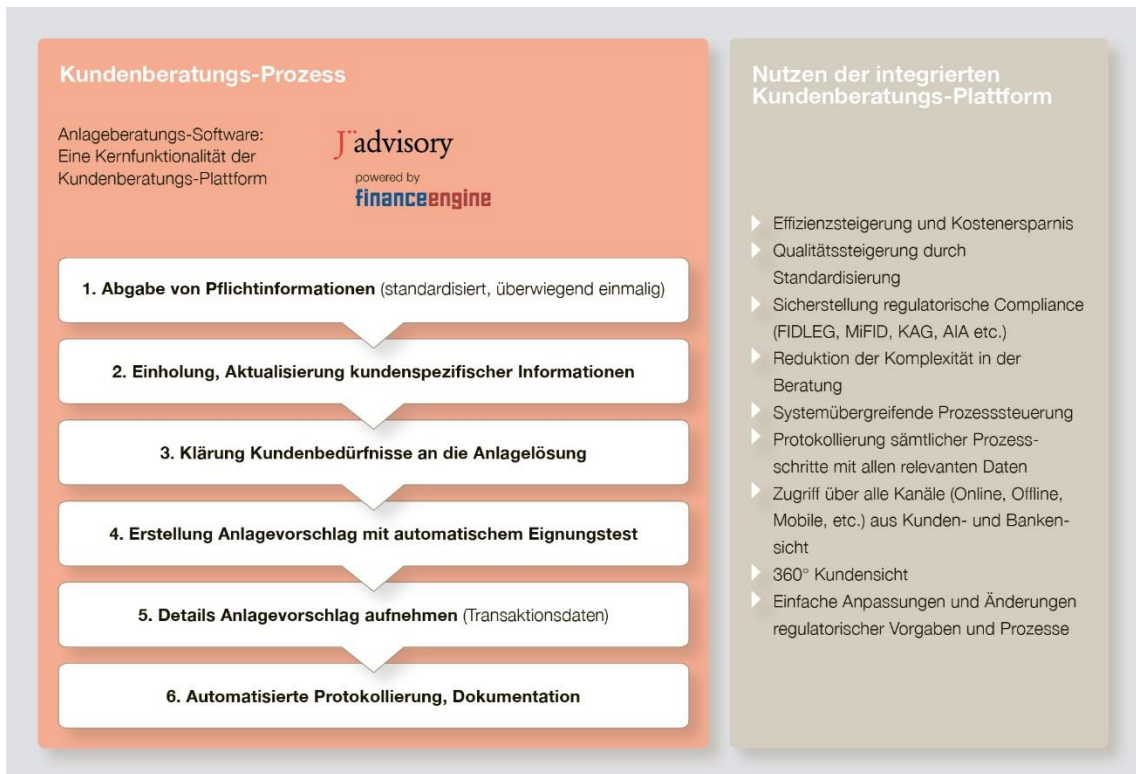 Kundenberatungs-Prozess
Anlageberatungs-Software:
Eine Kernfunktionalität der
Kundenberatungs-Plattform
J¨advisory
powered by
financeengine
1. Abgabe von Pflichtinformationen (standardisiert, überwiegend einmalig)
2. Einholung, Aktualisierung kundenspezifischer Informationen
3. Klärung Kundenbedürfnisse an die Anlagelösung
4. Erstellung Anlagevorschlag mit automatischem Eignungstest
5. Details Anlagevorschlag aufnehmen (Transaktionsdaten)
6. Automatisierte Protokollierung, Dokumentation
Nutzen der integrierten
Kundenberatungs-Plattform
Effizienzsteigerung und Kostenersparnis
Qualitätssteigerung durch
Standardisierung
Sicherstellung regulatorische Compliance
(FIDLEG, MiFID, KAG, AIA etc.)
Reduktion der Komplexität in der
Beratung
Systemübergreifende Prozesssteuerung
Protokollierung sämtlicher Prozess-
schritte mit allen relevanten Daten
Zugriff über alle Kanäle (Online, Offline,
Mobile, etc.) aus Kunden- und Banken-
sicht
360° Kundensicht
Einfache Anpassungen und Änderungen
regulatorischer Vorgaben und Prozesse